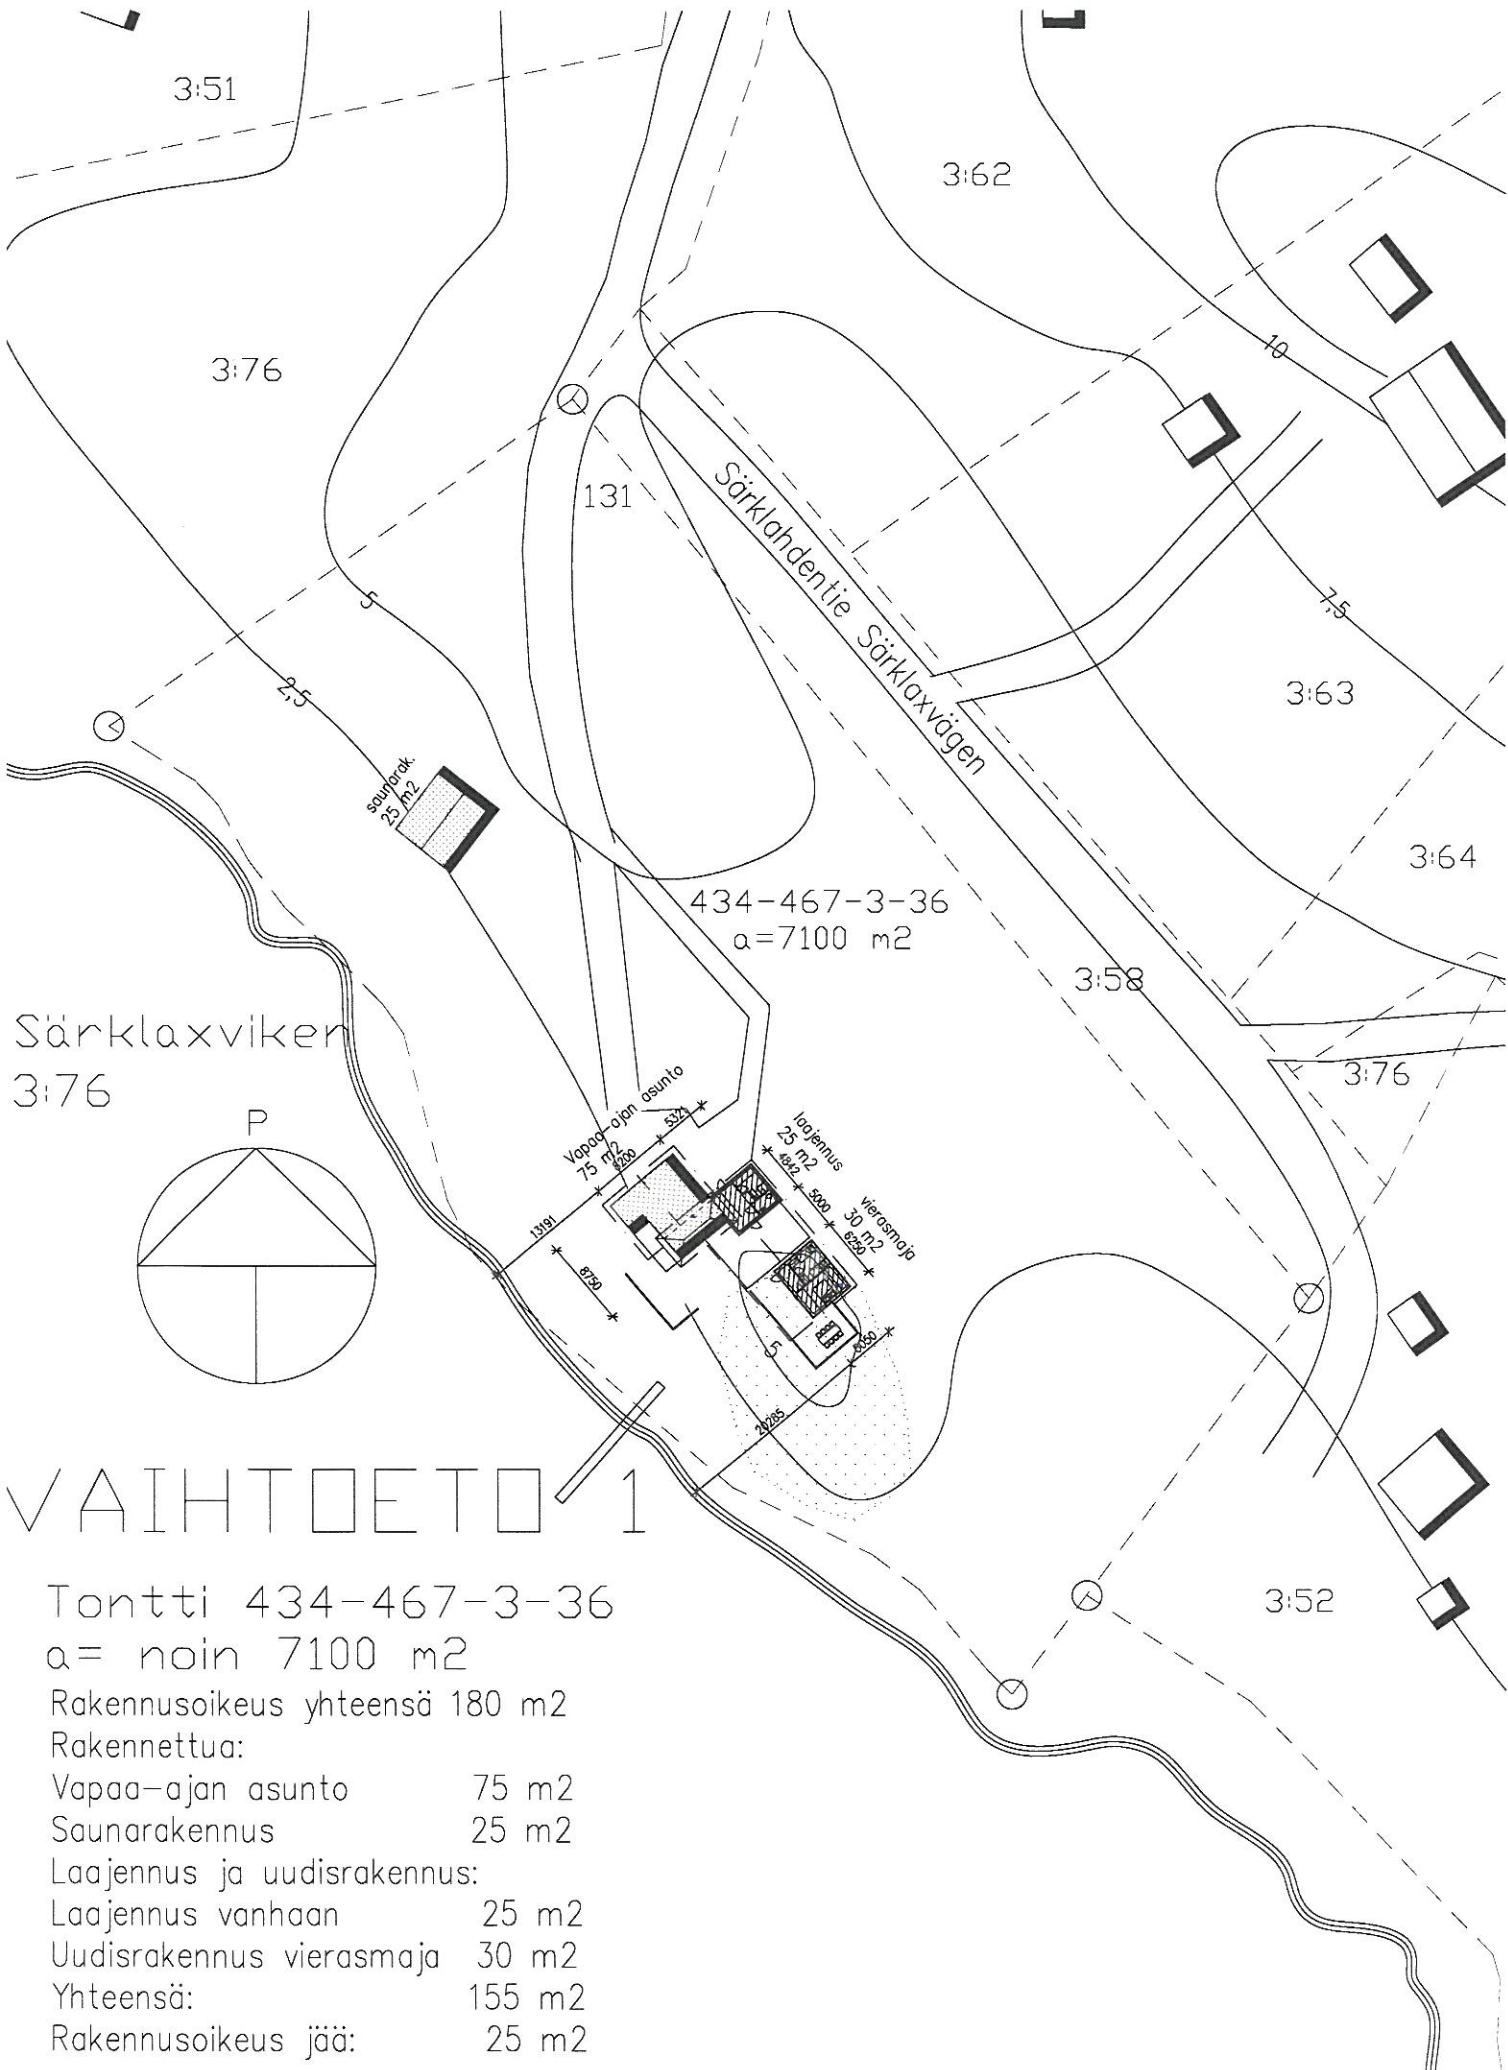 3:51
3:62
10
3:76
131
Särklahdentie Särklaxvägen
5
7,5
2,5
3:63
saunarak.
25 m2
3:64
434-467-3-36
a=7100 m2
3:58
Särklaxviken
3:76
3:76
P
Vapaa-ajan asunto
75 m2
5321
laajennus
25 m2
4842
5000
vierasmaja
30 m2
6250
13191
8750
5
5050
20285
VAIHTOETO 1
Tontti 434-467-3-36
a= noin 7100 m2
3:52
Rakennusoikeus yhteensä 180 m2
Rakennettua:
Vapaa-ajan asunto 75 m2
Saunarakennus 25 m2
Laajennus ja uudisrakennus:
Laajennus vanhaan 25 m2
Uudisrakennus vierasmaja 30 m2
Yhteensä: 155 m2
Rakennusoikeus jää: 25 m2